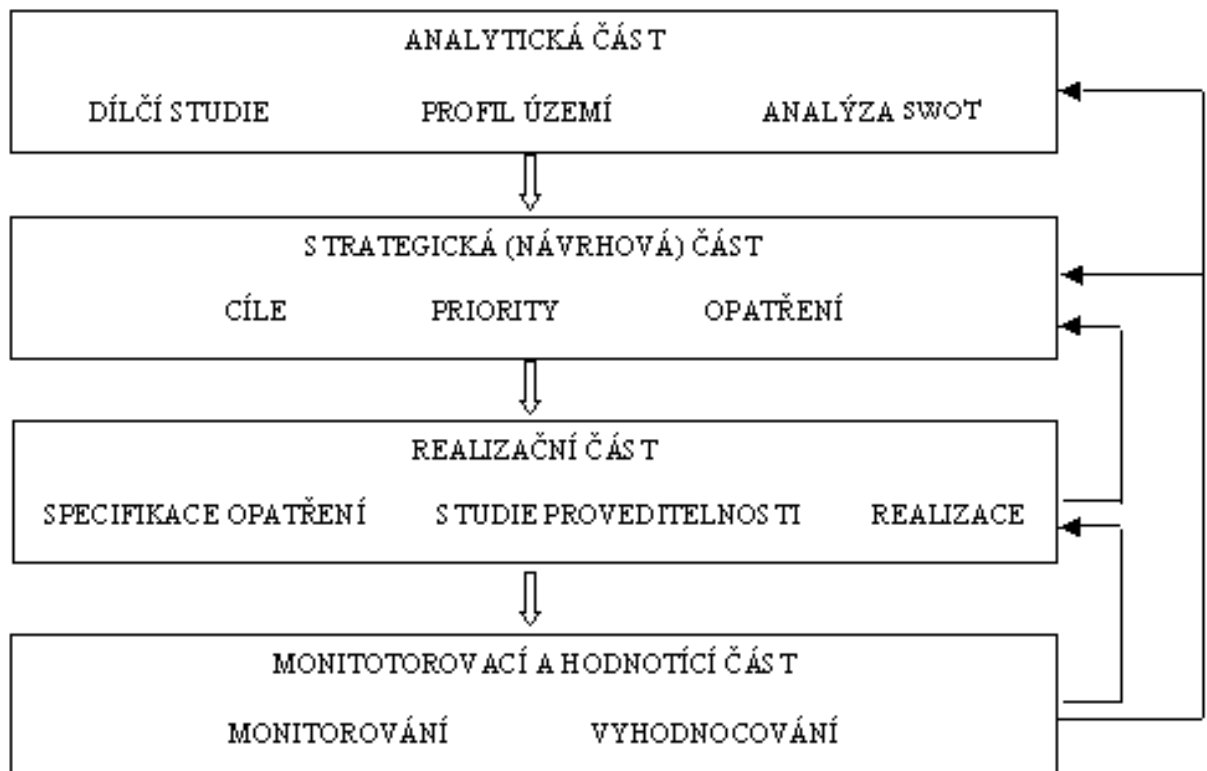 ANALYTICKÁ ČÁST
DÍLČÍ STUDIE PROFIL ÚZEMÍ ANALÝZA SWOT
STRATEGICKÁ (NÁVRHOVÁ) ČÁST
CÍLE PRIORITY OPATŘENÍ
REALIZAČNÍ ČÁST
SPECIFIKACE OPATŘENÍ STUDIE PROVEDITELNOSTI REALIZACE
MONITOTOROVACÍ A HODNOTÍCÍ ČÁST
MONITOROVÁNÍ VYHODNOCOVÁNÍ